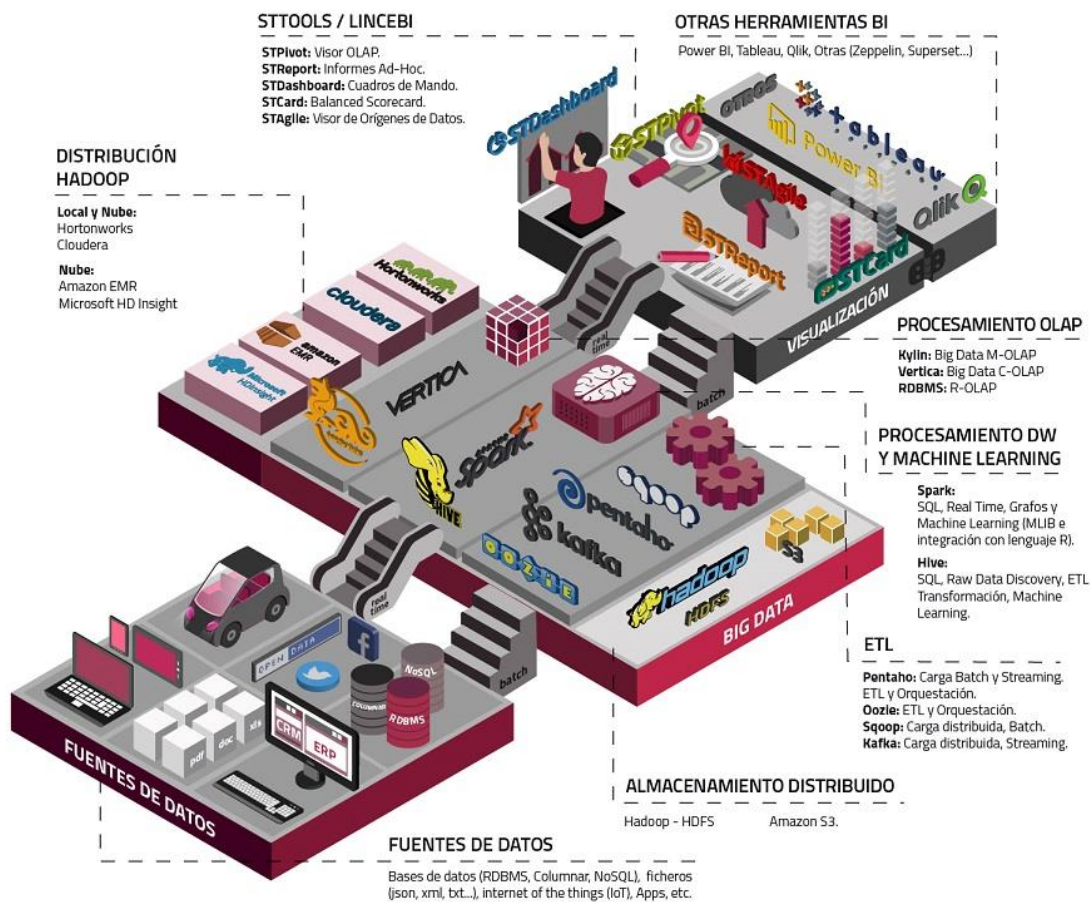 STTOOLS / LINCEBI
STPivot: Visor OLAP.
STReport: Informes Ad-Hoc.
STDashboard: Cuadros de Mando.
STCard: Balanced Scorecard.
STAgile: Visor de Orígenes de Datos.
OTRAS HERRAMIENTAS BI
Power BI, Tableau, Qlik, Otras (Zeppelin, Superset...)
STDashboard
STPivot
OTROS
tableau
Power BI
STAgile
Qlik
STReport
STCard
VISUALIZACIÓN
DISTRIBUCIÓN
HADOOP
Local y Nube:
Hortonworks
Cloudera
Nube:
Amazon EMR
Microsoft HD Insight
Hortonworks
cloudera
amazon
EMR
Microsoft
HDInsight
real
time
batch
VERTICA
Spark
HIVE
sqoop
pentaho
kafka
OOZIE
hadoop
HDFS
S3
BIG DATA
PROCESAMIENTO OLAP
Kylin: Big Data M-OLAP
Vertica: Big Data C-OLAP
RDBMS: R-OLAP
PROCESAMIENTO DW
Y MACHINE LEARNING
Spark:
SQL, Real Time, Grafos y
Machine Learning (MLIB e
integración con lenguaje R).
Hive:
SQL, Raw Data Discovery, ETL
Transformación, Machine
Learning.
ETL
Pentaho: Carga Batch y Streaming.
ETL y Orquestación.
Oozie: ETL y Orquestación.
Sqoop: Carga distribuida, Batch.
Kafka: Carga distribuida, Streaming.
real
time
batch
OPEN DATA
NoSQL
COLUMNAR
RDBMS
CRM
ERP
pdf
doc
xls
FUENTES DE DATOS
ALMACENAMIENTO DISTRIBUIDO
Hadoop - HDFS
Amazon S3.
FUENTES DE DATOS
Bases de datos (RDBMS, Columnar, NoSQL), ficheros
(json, xml, txt...), internet of the things (IoT), Apps, etc.